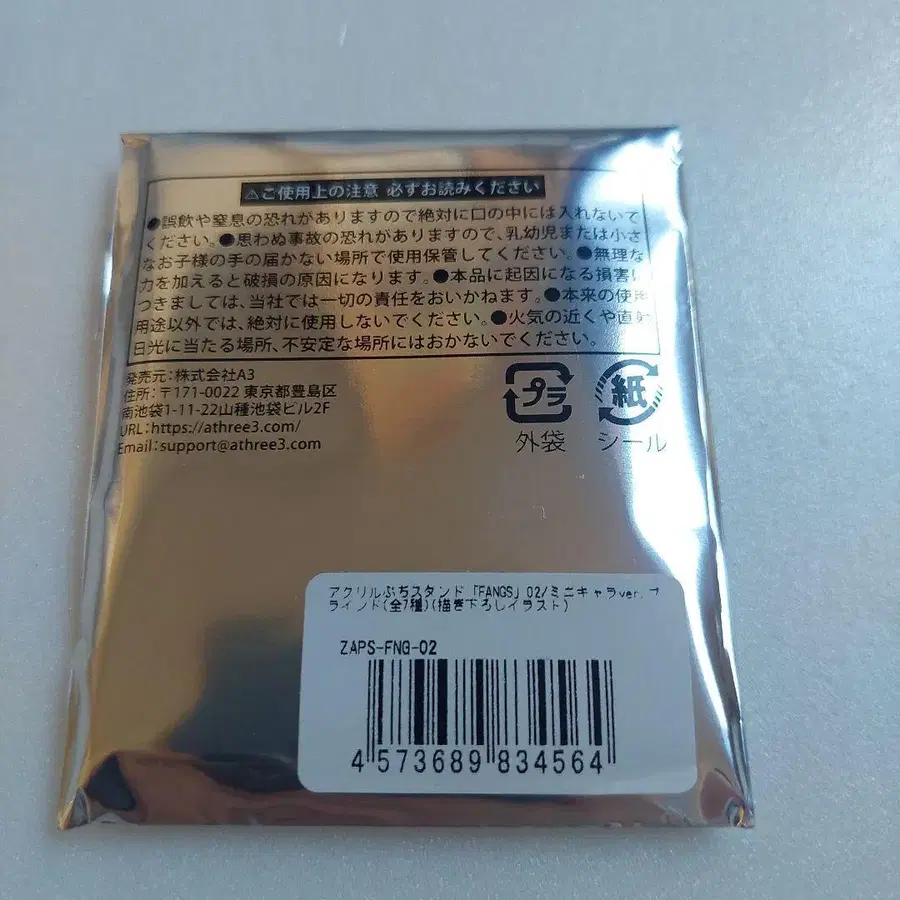 ⚠ご使用上の注意 必ずお読みください
●誤飲や窒息の恐れがありますので絶対に口の中には入れないで
ください。●思わぬ事故の恐れがありますので、乳幼児または小さ
なお子様の手の届かない場所で使用保管してください。●無理な
力を加えると破損の原因になります。●本品に起因になる損害に
つきましては、当社では一切の責任をおいかねます。●本来の使用
用途以外では、絶対に使用しないでください。●火気の近くや直射
日光に当たる場所、不安定な場所にはおかないでください。
発売元:株式会社A3
住所:〒171-0022 東京都豊島区
南池袋1-11-22山種池袋ビル2F
URL:https://athree3.com/
Email:support@athree3.com
プラ
外袋
紙
シール
アクリルぷちスタンド「FANGS」02/ミニキャラver.ブ
ラインド(全7種)(描き下ろしイラスト)
ZAPS-FNG-02
4 573689 834564